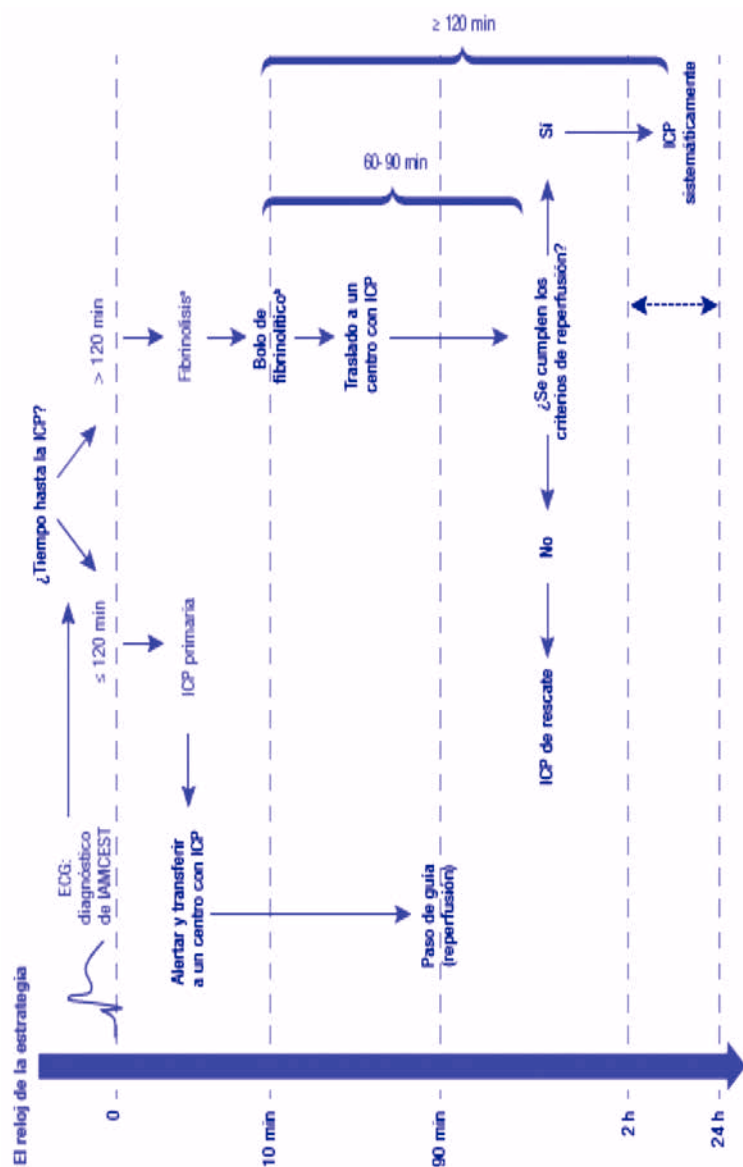 El reloj de la estrategia
ECG:
diagnóstico
de IAMCEST
¿Tiempo hasta la ICP?
0
≤ 120 min
> 120 min
ICP primaria
Fibrinolisisª
Alertar y transferir
a un centro con ICP
10 min
Bolo de
fibrinolíticoᵇ
≥ 120 min
60-90 min
Traslado a un
centro con ICP
90 min
Paso de guía
(reperfusión)
¿Se cumplen los
criterios de reperfusión?
No
Sí
ICP de rescate
2 h
ICP
sistemáticamente
24 h